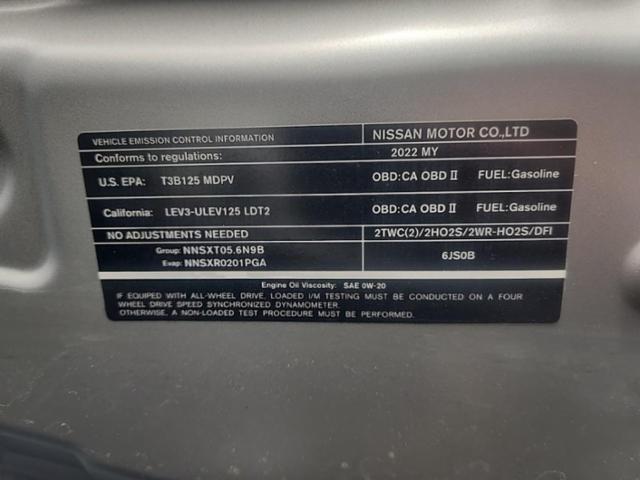 VEHICLE EMISSION CONTROL INFORMATION NISSAN MOTOR CO.,LTD
Conforms to regulations: 2022 MY
U.S. EPA: T3B125 MDPV OBD:CA OBD II FUEL:Gasoline
California: LEV3-ULEV125 LDT2 OBD:CA OBD II FUEL:Gasoline
NO ADJUSTMENTS NEEDED 2TWC(2)/2HO2S/2WR-HO2S/DFI
Group: NNSXT05.6N9B
Evap: NNSXR0201PGA
6JS0B
Engine Oil Viscosity: SAE 0W-20
IF EQUIPED WITH ALL-WHEEL DRIVE, LOADED I/M TESTING MUST BE CONDUCTED ON A FOUR
WHEEL DRIVE SPEED SYNCHRONIZED DYNAMOMETER.
OTHERWISE, A NON-LOADED TEST PROCEDURE MUST BE PERFORMED.